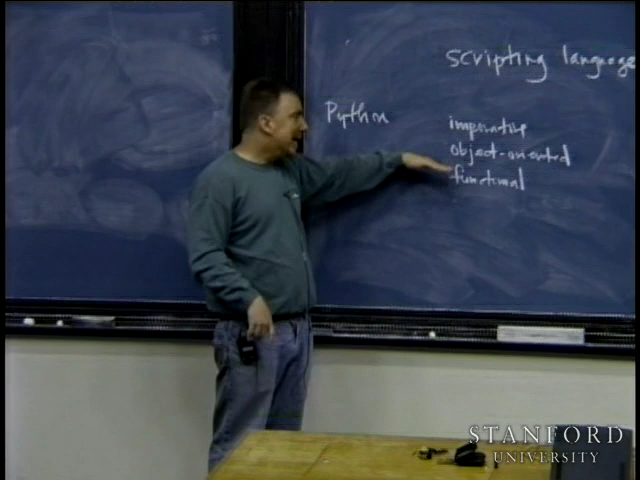 scripting language
Python
imperative
object-oriented
functional
STANFORD
UNIVERSITY